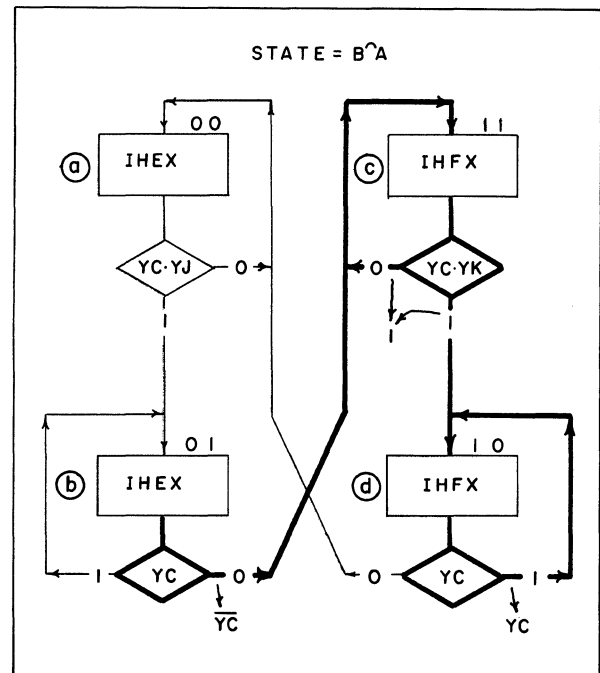 STATE = B⌒A
00
11
ⓐ
IHEX
ⓒ
IHFX
YC·YJ
0
0
YC·YK
1
1
1
01
10
ⓑ
IHEX
ⓓ
IHFX
1
YC
0
0
YC
1
Y̅C̅
YC